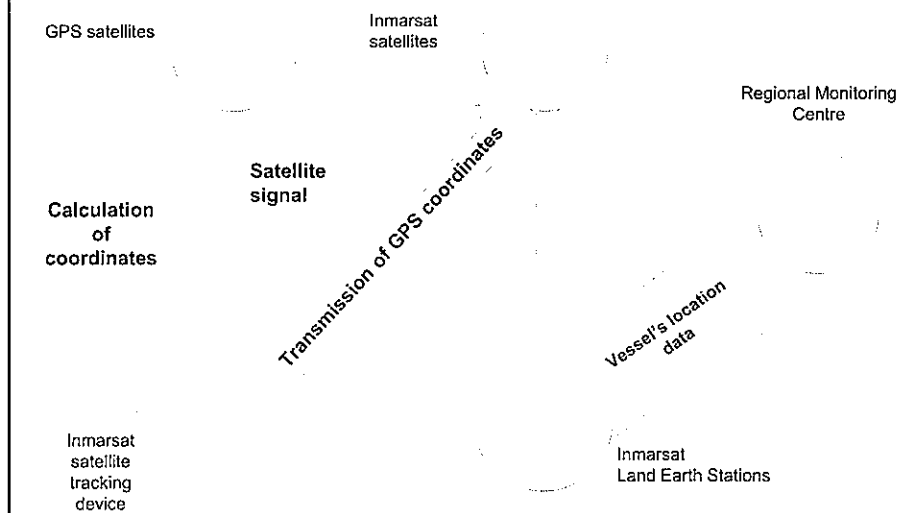 GPS satellites
Inmarsat
satellites
Regional Monitoring
Centre
Satellite
signal
Calculation
of
coordinates
Transmission of GPS coordinates
Vessel's location
data
Inmarsat
satellite
tracking
device
Inmarsat
Land Earth Stations